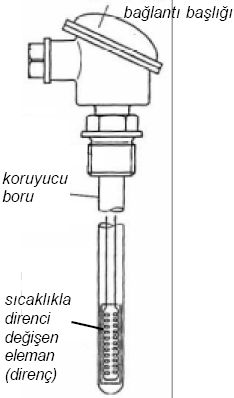 bağlantı başlığı
koruyucu
boru
sıcaklıkla
direnci
değişen
eleman
(direnç)